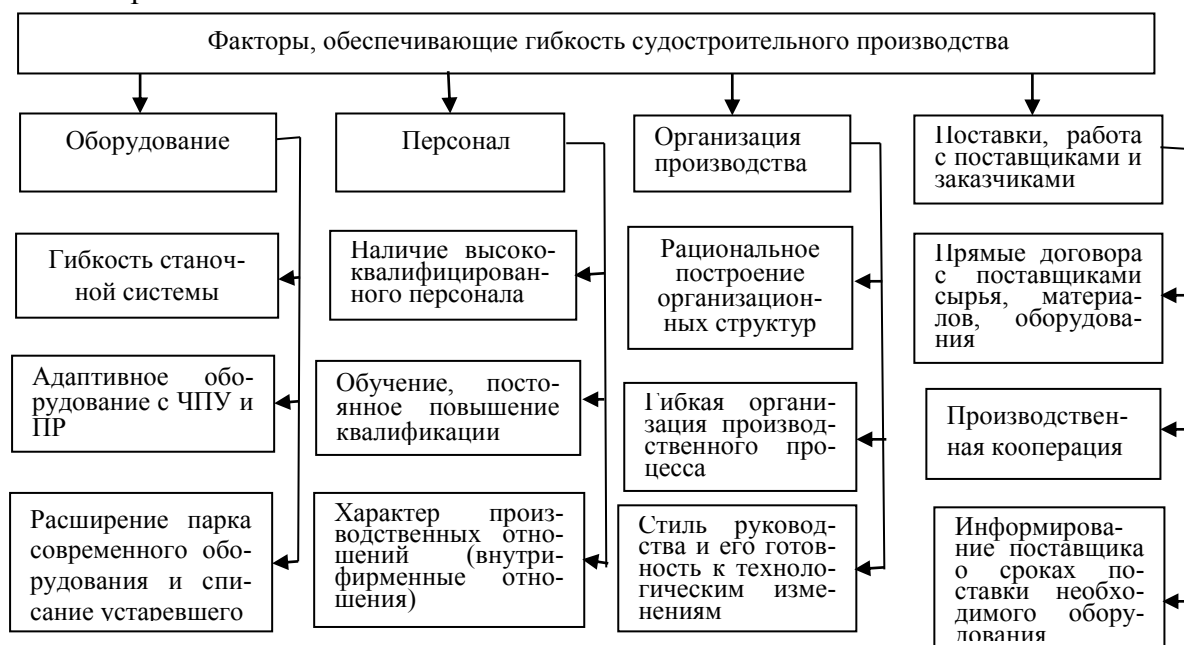 Факторы, обеспечивающие гибкость судостроительного производства
Оборудование
Персонал
Организация
производства
Поставки, работа
с поставщиками и
заказчиками
Гибкость станоч-
ной системы
Наличие высоко-
квалифицирован-
ного персонала
Рациональное
построение
организацион-
ных структур
Прямые договора
с поставщиками
сырья, материа-
лов, оборудова-
ния
Адаптивное обо-
рудование с ЧПУ и
ПР
Обучение, посто-
янное повышение
квалификации
Гибкая органи-
зация производ-
ственного про-
цесса
Производствен-
ная кооперация
Расширение парка
современного обо-
рудования и спи-
сание устаревшего
Характер произ-
водственных от-
ношений (внутри-
фирменные отно-
шения)
Стиль руковод-
ства и его готов-
ность к техноло-
гическим изме-
нениям
Информирова-
ние поставщика
о сроках по-
ставки необхо-
димого обору-
дования